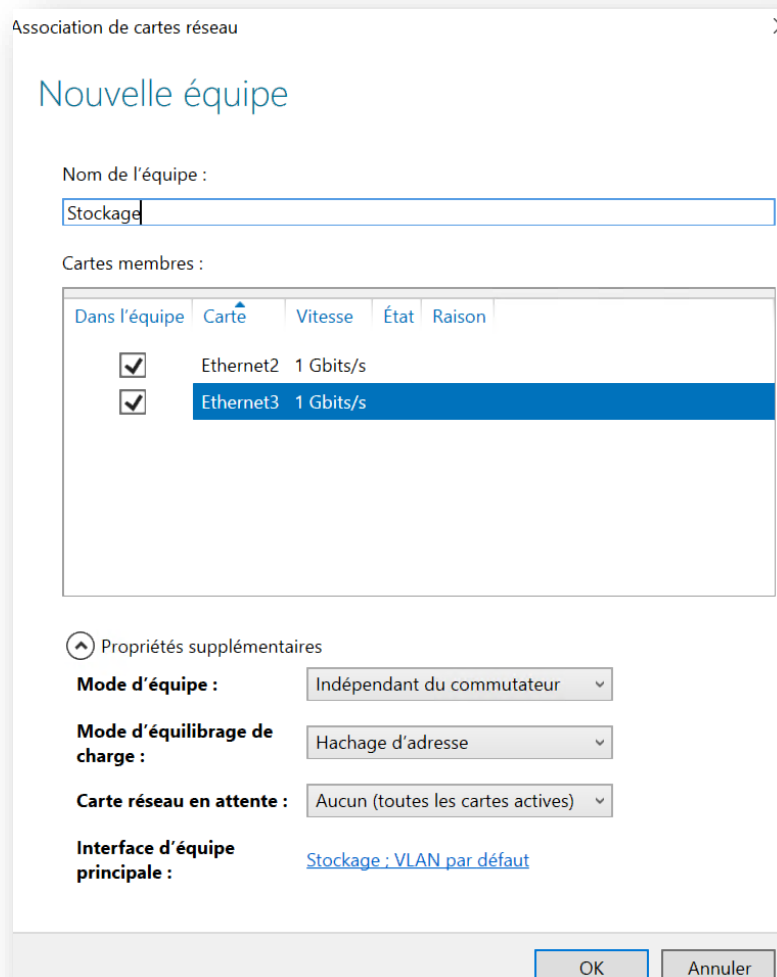 Association de cartes réseau
Nouvelle équipe
Nom de l'équipe :
Stockage
Cartes membres :
Dans l'équipe Carte Vitesse État Raison
Ethernet2 1 Gbits/s
Ethernet3 1 Gbits/s
Propriétés supplémentaires
Mode d'équipe : Indépendant du commutateur
Mode d'équilibrage de
charge : Hachage d'adresse
Carte réseau en attente : Aucun (toutes les cartes actives)
Interface d'équipe
principale : Stockage ; VLAN par défaut
OK Annuler